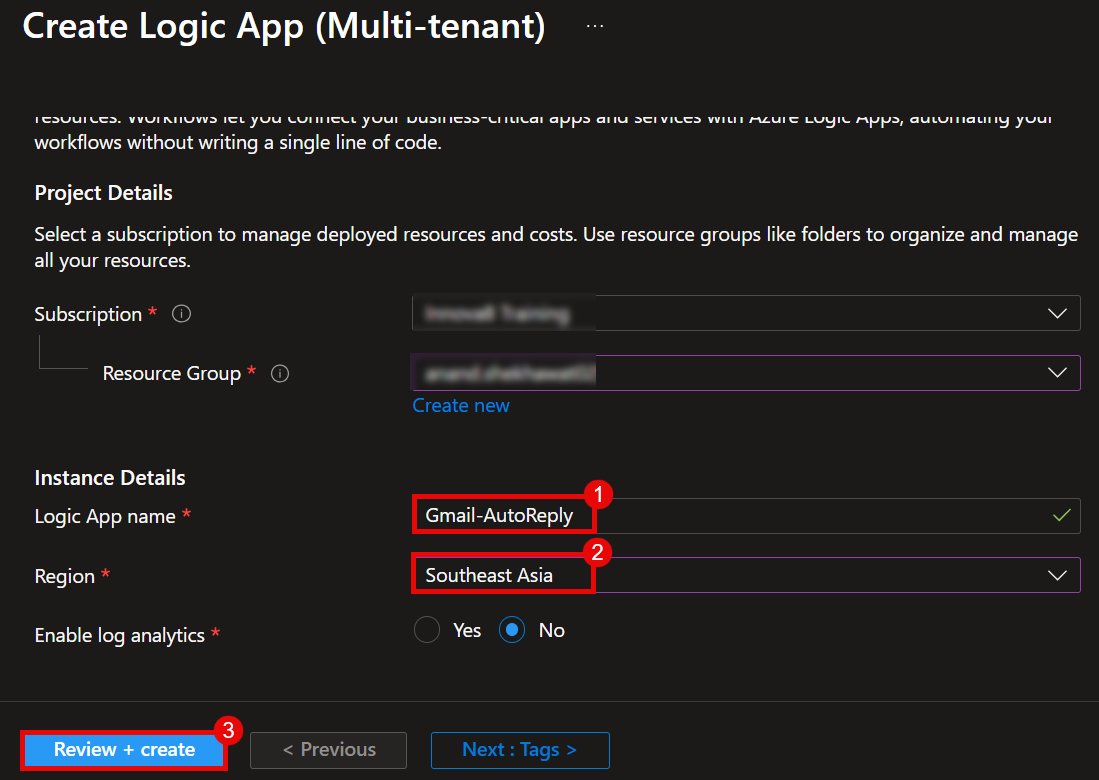 Create Logic App (Multi-tenant) ...
resources. Workflows let you connect your business-critical apps and services with Azure Logic Apps, automating your
workflows without writing a single line of code.
Project Details
Select a subscription to manage deployed resources and costs. Use resource groups like folders to organize and manage
all your resources.
Subscription *
Resource Group *
Create new
Instance Details
1
Logic App name * Gmail-AutoReply
2
Region * Southeast Asia
Enable log analytics * Yes No
3
Review + create < Previous Next : Tags >